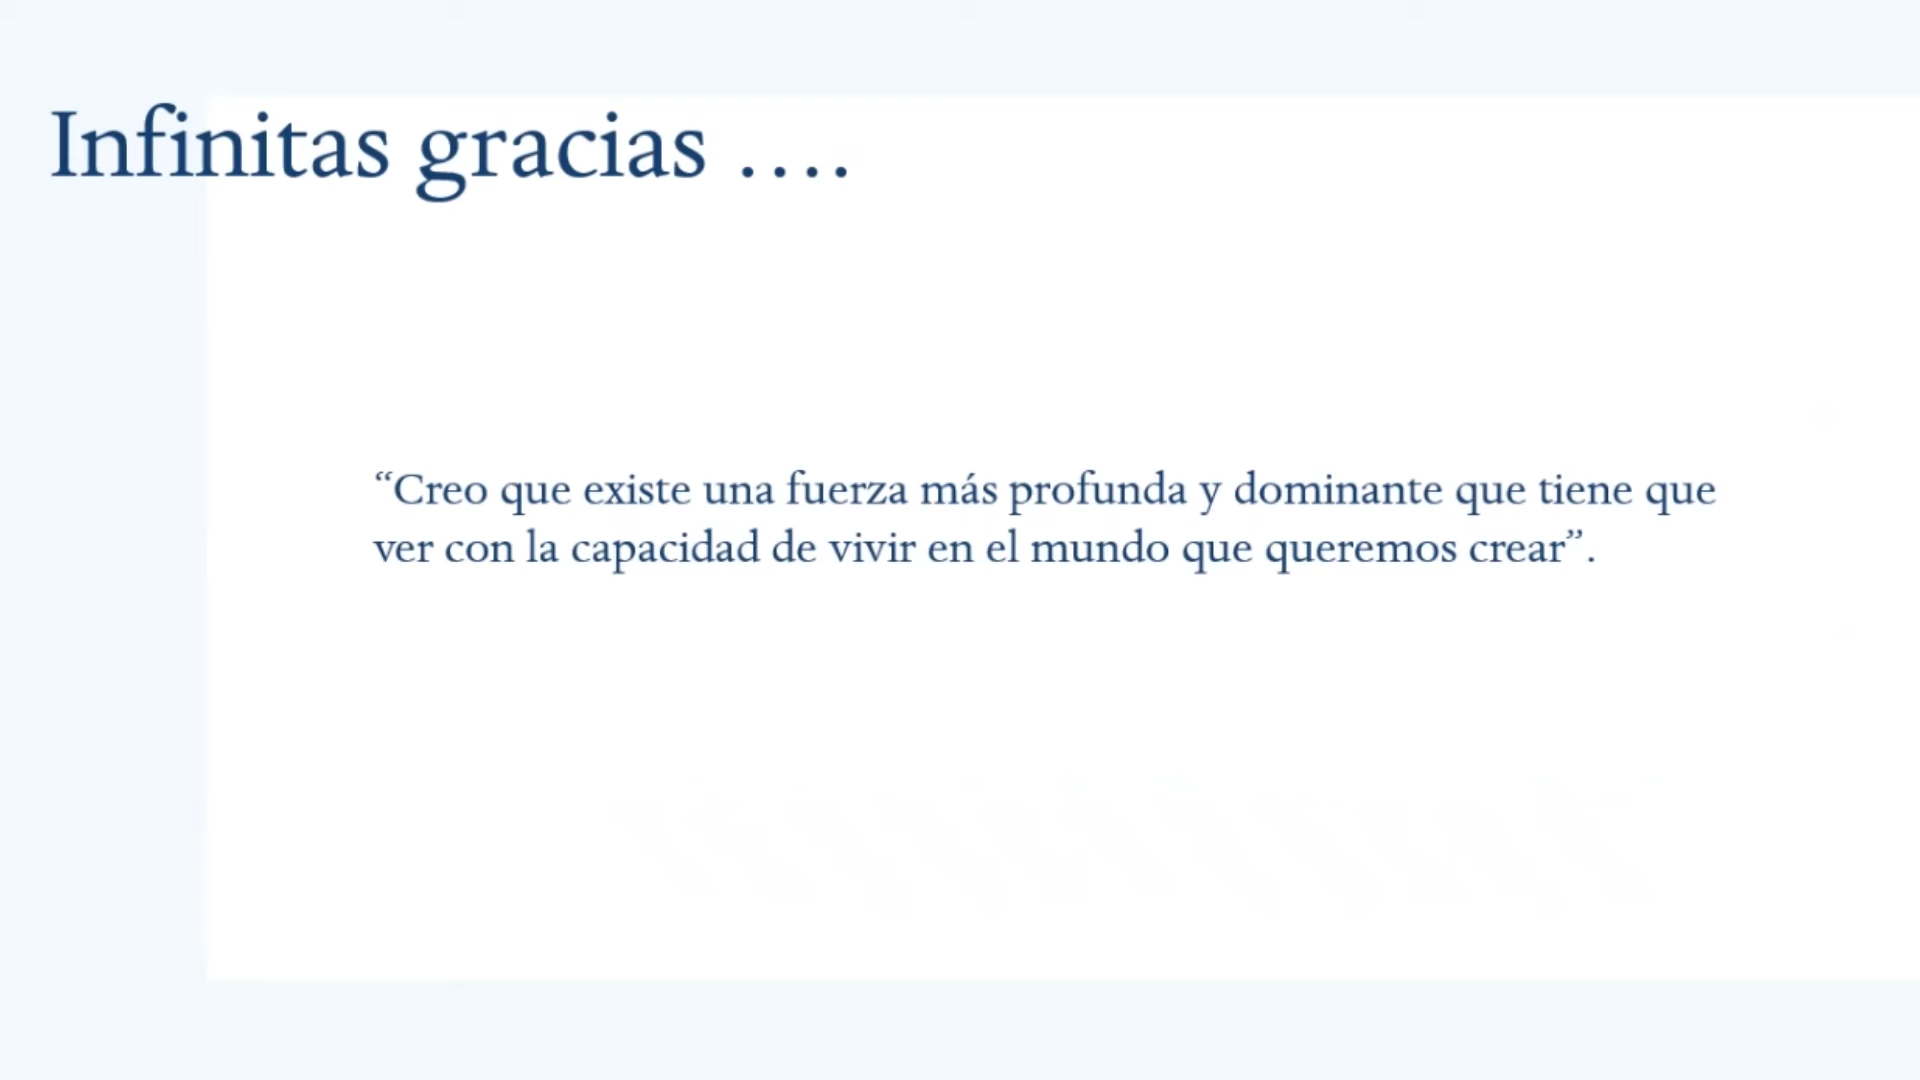 Infinitas gracias ….
“Creo que existe una fuerza más profunda y dominante que tiene que
ver con la capacidad de vivir en el mundo que queremos crear”.